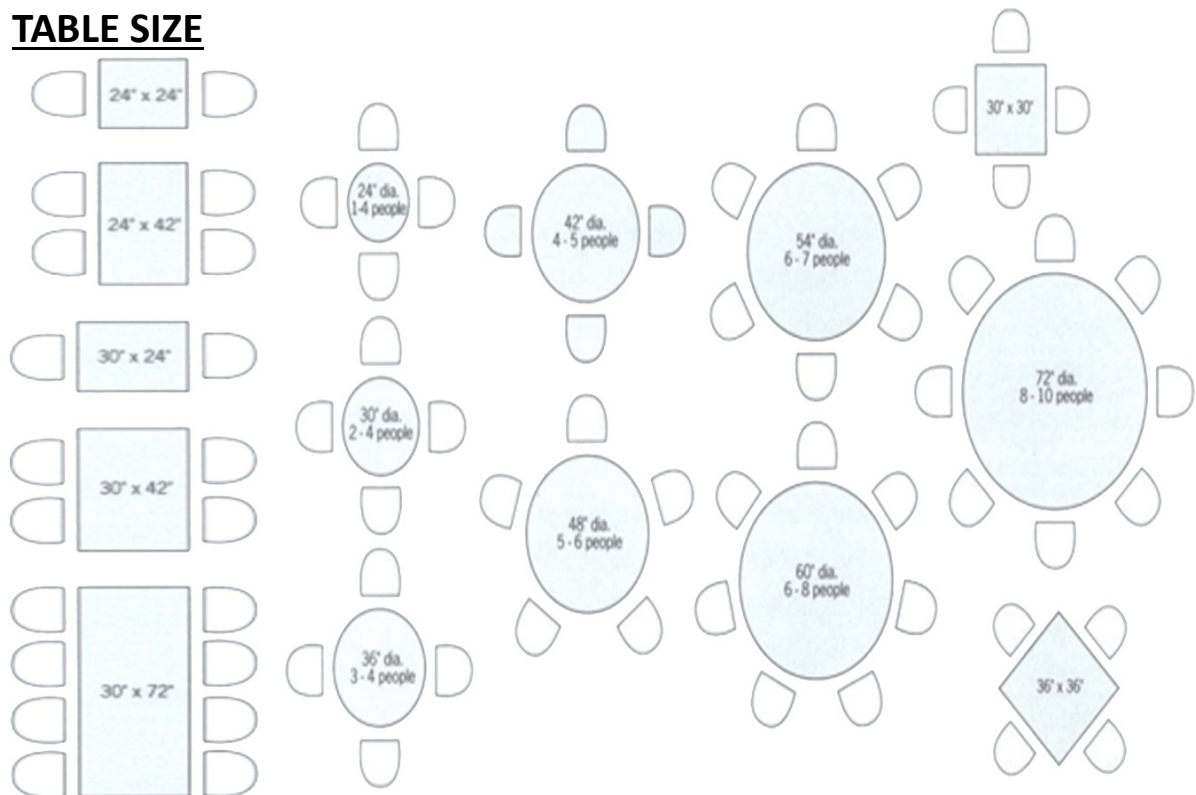 TABLE SIZE
24" x 24"
24" x 42"
30" x 24"
30" x 42"
30" x 72"
24" dia.
1-4 people
30" dia.
2 - 4 people
36" dia.
3 - 4 people
42" dia.
4 - 5 people
48" dia.
5 - 6 people
54" dia.
6 - 7 people
60" dia.
6 - 8 people
30" x 30"
72" dia.
8 - 10 people
36" x 36"